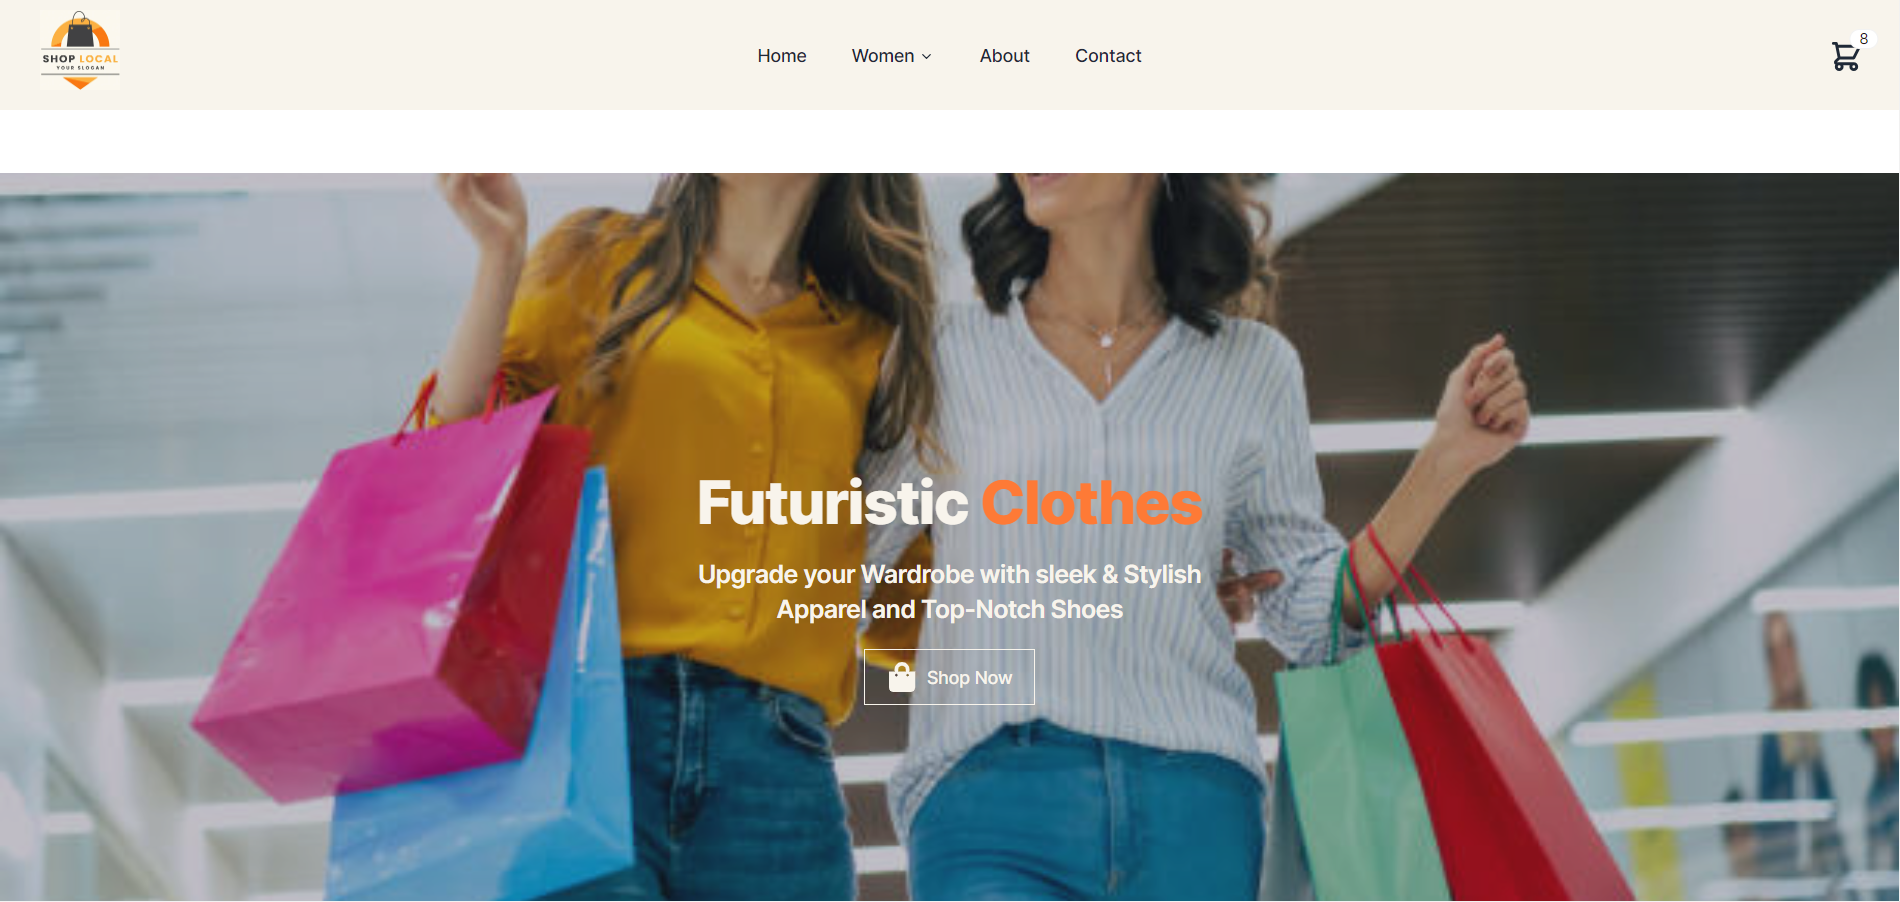 SHOP LOCAL
YOUR SLOGAN
Home Women About Contact
8
Futuristic Clothes
Upgrade your Wardrobe with sleek & Stylish
Apparel and Top-Notch Shoes
Shop Now